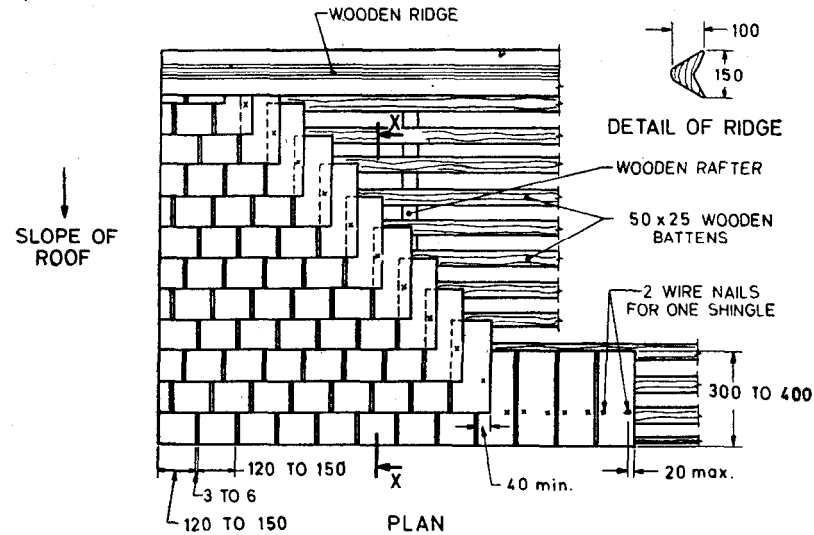 WOODEN RIDGE
100
150
DETAIL OF RIDGE
X
WOODEN RAFTER
50 x 25 WOODEN
BATTENS
SLOPE OF
ROOF
2 WIRE NAILS
FOR ONE SHINGLE
300 TO 400
120 TO 150
X
40 min.
20 max.
3 TO 6
120 TO 150
PLAN